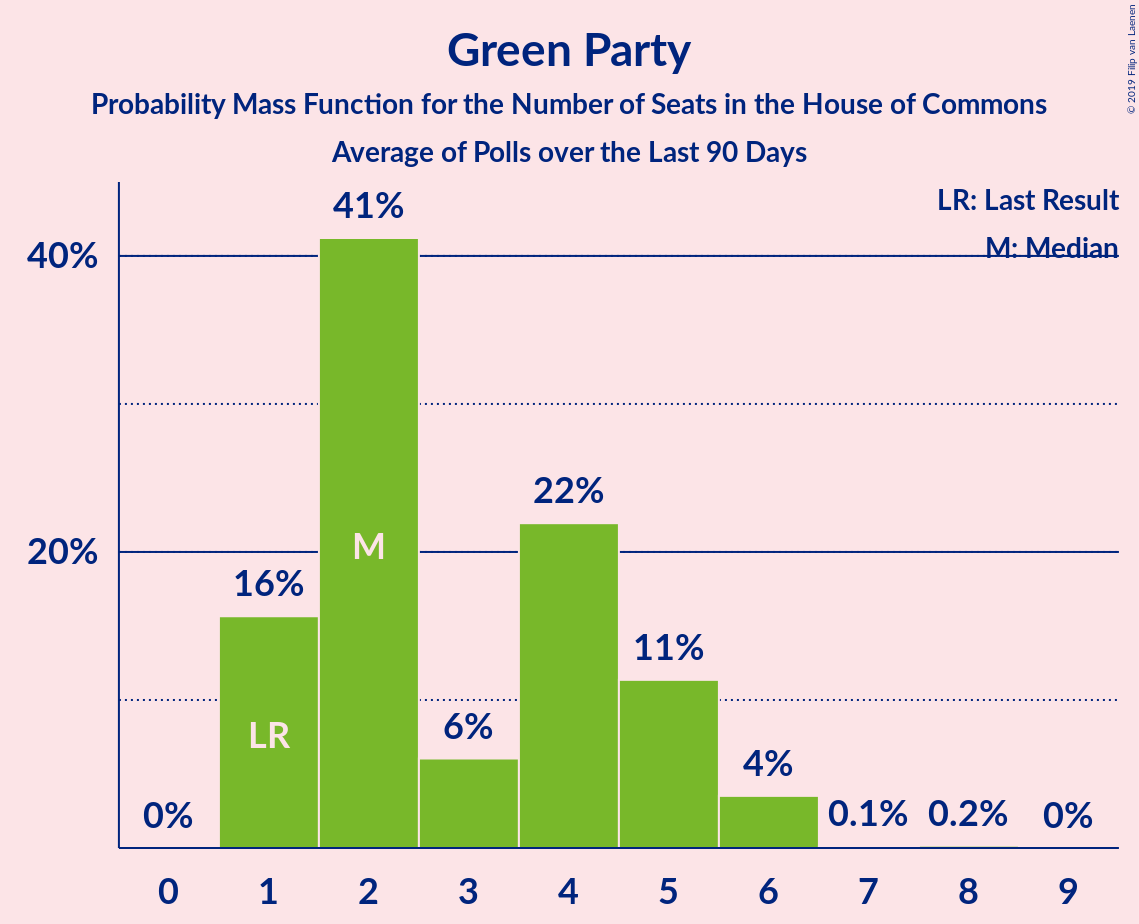 Green Party
Probability Mass Function for the Number of Seats in the House of Commons
Average of Polls over the Last 90 Days
© 2019 Filip van Laenen
LR: Last Result
M: Median
40%
20%
0%
16%
41%
6%
22%
11%
4%
0.1%
0.2%
0%
LR
M
0 1 2 3 4 5 6 7 8 9